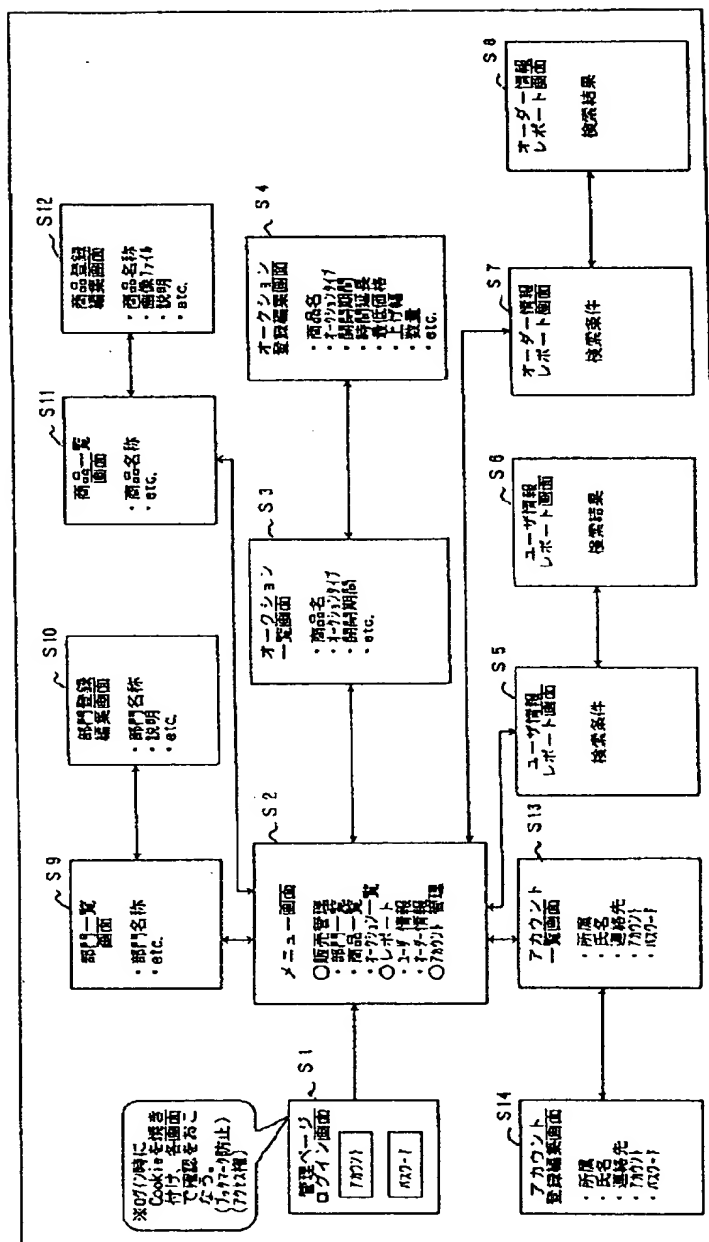 ※ログイン時に
Cookieを焼き
付け、各画面
で確認をおこ
なう。
(ブックマーク防止)
(アクセス権)
S1
管理ページ
ログイン画面
アカウント
パスワード
S2
メニュー画面
○販売管理
・部門一覧
・商品一覧
・オークション一覧
○レポート
・ユーザ情報
・オーダー情報
○アカウント管理
S9
部門一覧
画面
・部門名称
・etc.
S10
部門登録
編集画面
・部門名称
・説明
・etc.
S11
商品一覧
画面
・商品名称
・etc.
S12
商品登録
編集画面
・商品名称
・画像ファイル
・説明
・etc.
S3
オークション
一覧画面
・商品名
・オークションタイプ
・開闭期間
・etc.
S4
オークション
登録編集画面
・商品名
・オークションタイプ
・開闭期間
・時間延長
・最低価格
・上げ幅
・数量
・etc.
S14
アカウント
登録編集画面
・所属
・氏名
・連絡先
・アカウント
・パスワード
S13
アカウント
一覧画面
・所属
・氏名
・連絡先
・アカウント
・パスワード
S5
ユーザ情報
レポート画面
検索条件
S6
ユーザ情報
レポート画面
検索結果
S7
オーダー情報
レポート画面
検索条件
S8
オーダー情報
レポート画面
検索結果